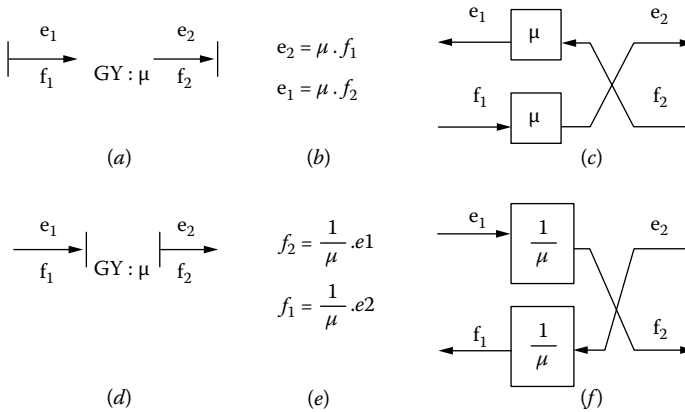 e₁ e₂
f₁ GY : μ f₂
(a)
e₂ = μ . f₁
e₁ = μ . f₂
(b)
e₁ μ e₂
f₁ μ f₂
(c)
e₁ e₂
f₁ GY : μ f₂
(d)
f₂ = 1/μ .e1
f₁ = 1/μ .e2
(e)
e₁ 1/μ e₂
f₁ 1/μ f₂
(f)